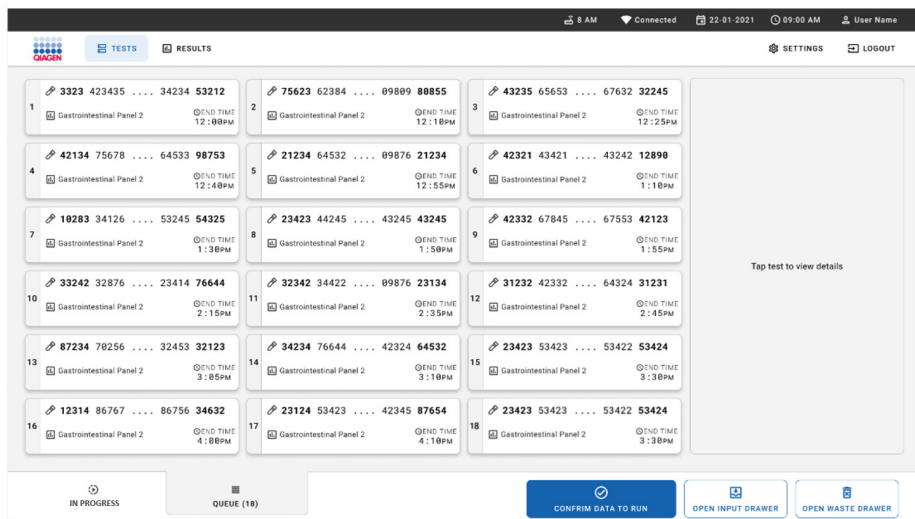 8 AM Connected 22-01-2021 09:00 AM User Name
QIAGEN TESTS RESULTS SETTINGS LOGOUT
1 3323 423435 .... 34234 53212
Gastrointestinal Panel 2 END TIME 12:00PM
2 75623 62384 .... 09809 80855
Gastrointestinal Panel 2 END TIME 12:10PM
3 43235 65653 .... 67632 32245
Gastrointestinal Panel 2 END TIME 12:25PM
4 42134 75678 .... 64533 98753
Gastrointestinal Panel 2 END TIME 12:40PM
5 21234 64532 .... 09876 21234
Gastrointestinal Panel 2 END TIME 12:55PM
6 42321 43421 .... 43242 12890
Gastrointestinal Panel 2 END TIME 1:10PM
7 10283 34126 .... 53245 54325
Gastrointestinal Panel 2 END TIME 1:30PM
8 23423 44245 .... 43245 43245
Gastrointestinal Panel 2 END TIME 1:50PM
9 42332 67845 .... 67553 42123
Gastrointestinal Panel 2 END TIME 1:55PM
10 33242 32876 .... 23414 76644
Gastrointestinal Panel 2 END TIME 2:15PM
11 32342 34422 .... 09876 23134
Gastrointestinal Panel 2 END TIME 2:35PM
12 31232 42332 .... 64324 31231
Gastrointestinal Panel 2 END TIME 2:45PM
13 87234 70256 .... 32453 32123
Gastrointestinal Panel 2 END TIME 3:05PM
14 34234 76644 .... 42324 64532
Gastrointestinal Panel 2 END TIME 3:10PM
15 23423 53423 .... 53422 53424
Gastrointestinal Panel 2 END TIME 3:30PM
16 12314 86767 .... 86756 34632
Gastrointestinal Panel 2 END TIME 4:00PM
17 23124 53423 .... 42345 87654
Gastrointestinal Panel 2 END TIME 4:10PM
18 23423 53423 .... 53422 53424
Gastrointestinal Panel 2 END TIME 3:30PM
Tap test to view details
IN PROGRESS QUEUE (18) CONFRIM DATA TO RUN OPEN INPUT DRAWER OPEN WASTE DRAWER